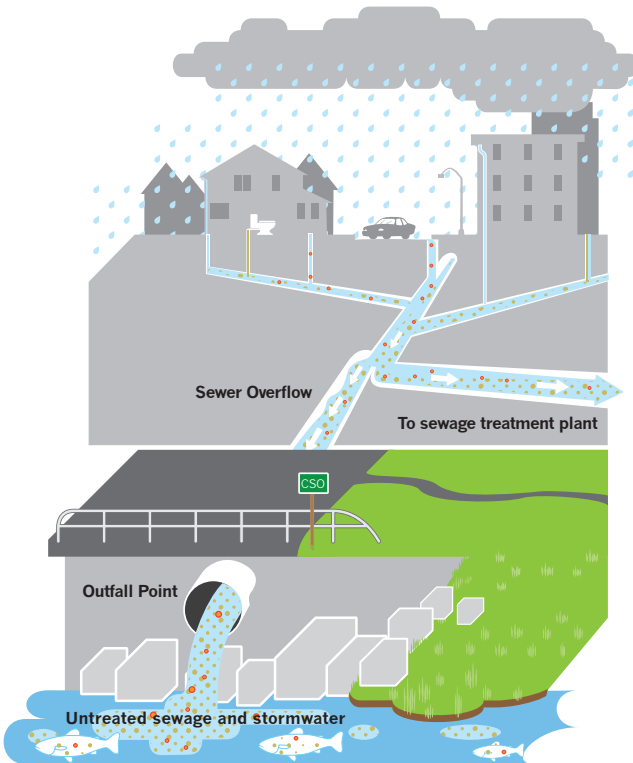 Sewer Overflow
To sewage treatment plant
CSO
Outfall Point
Untreated sewage and stormwater